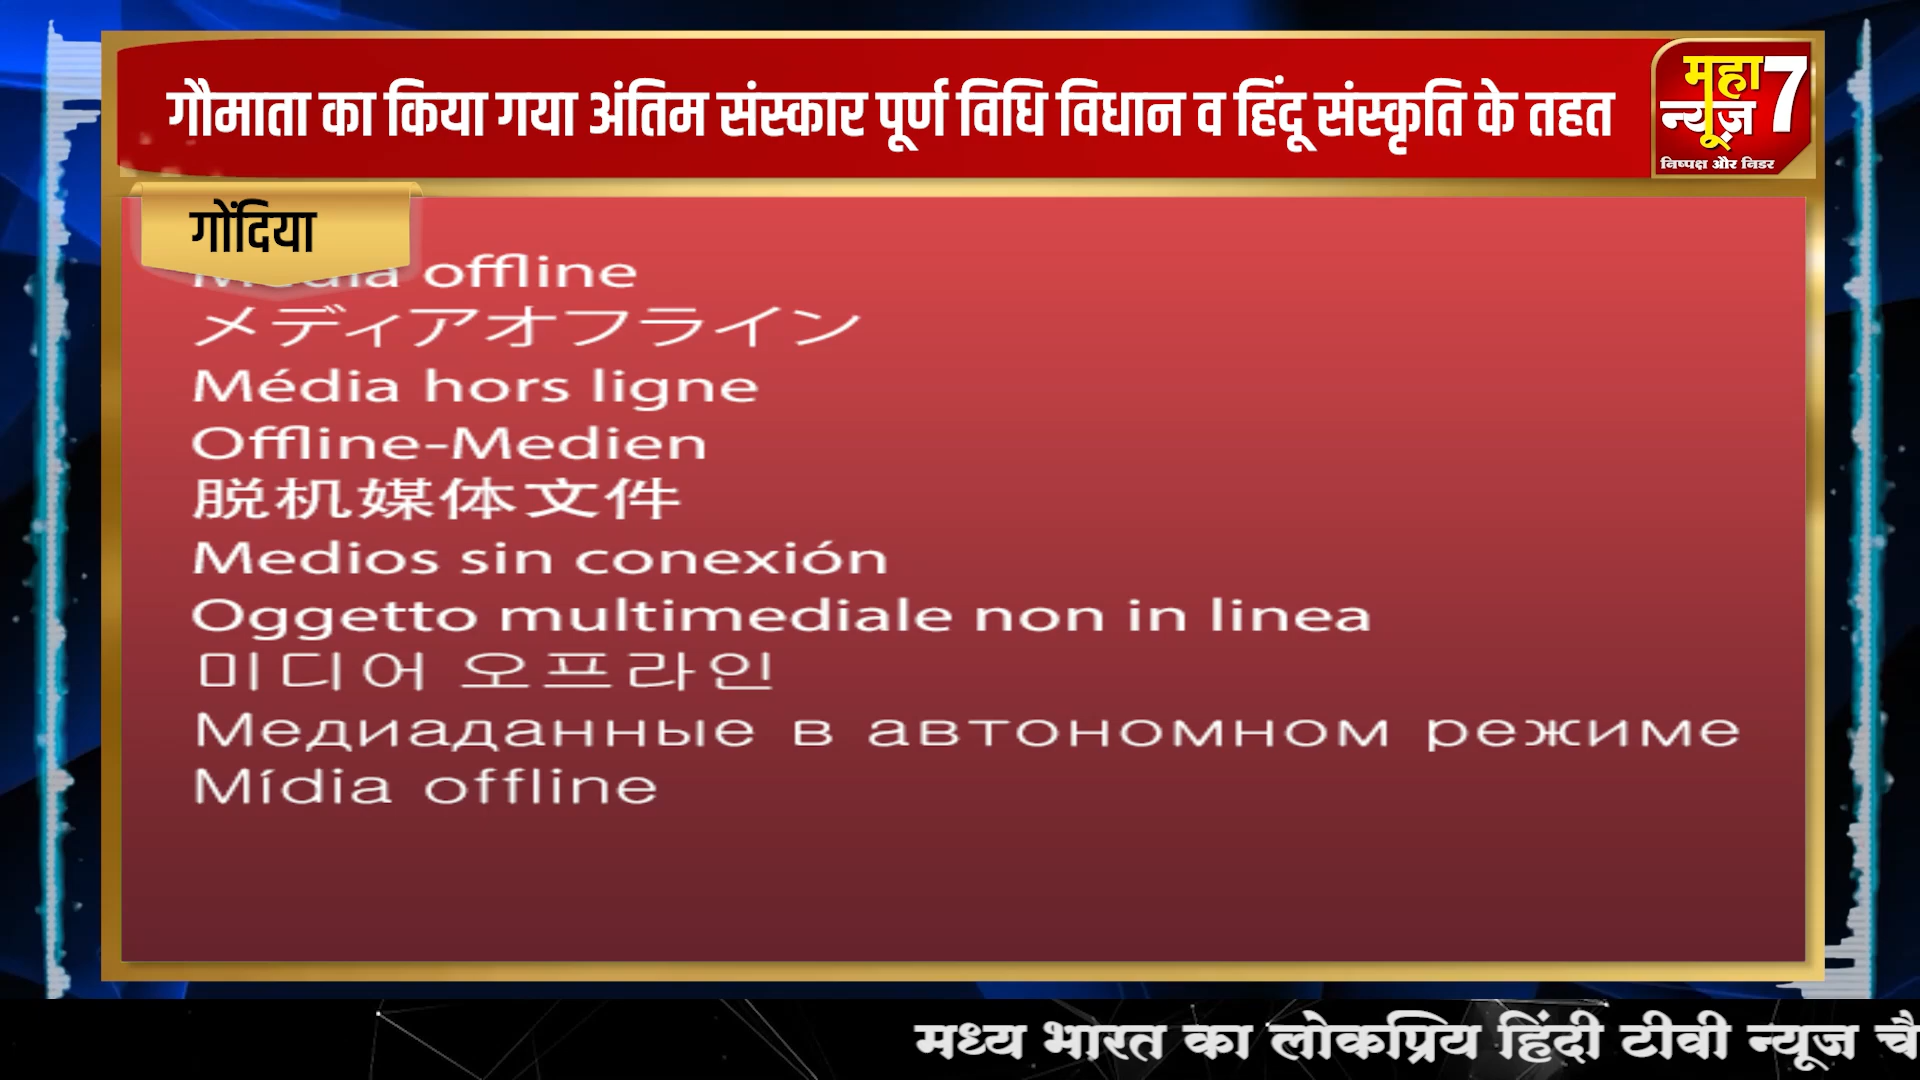 गौमाता का किया गया अंतिम संस्कार पूर्ण विधि विधान व हिंदू संस्कृति के तहत
महा
न्यूज़ 7
निष्पक्ष और निडर
गोंदिया
offline
メディアオフライン
Média hors ligne
Offline-Medien
脱机媒体文件
Medios sin conexión
Oggetto multimediale non in linea
미디어 오프라인
Медиаданные в автономном режиме
Mídia offline
मध्य भारत का लोकप्रिय हिंदी टीवी न्यूज